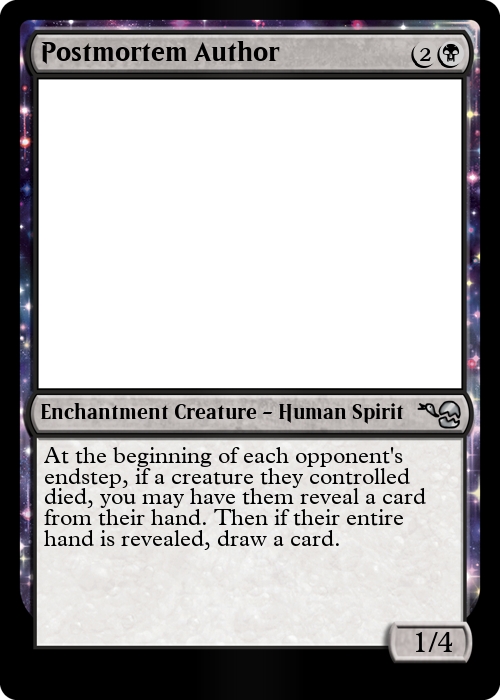 Postmortem Author 2
Enchantment Creature – Human Spirit
At the beginning of each opponent's
endstep, if a creature they controlled
died, you may have them reveal a card
from their hand. Then if their entire
hand is revealed, draw a card.
1/4